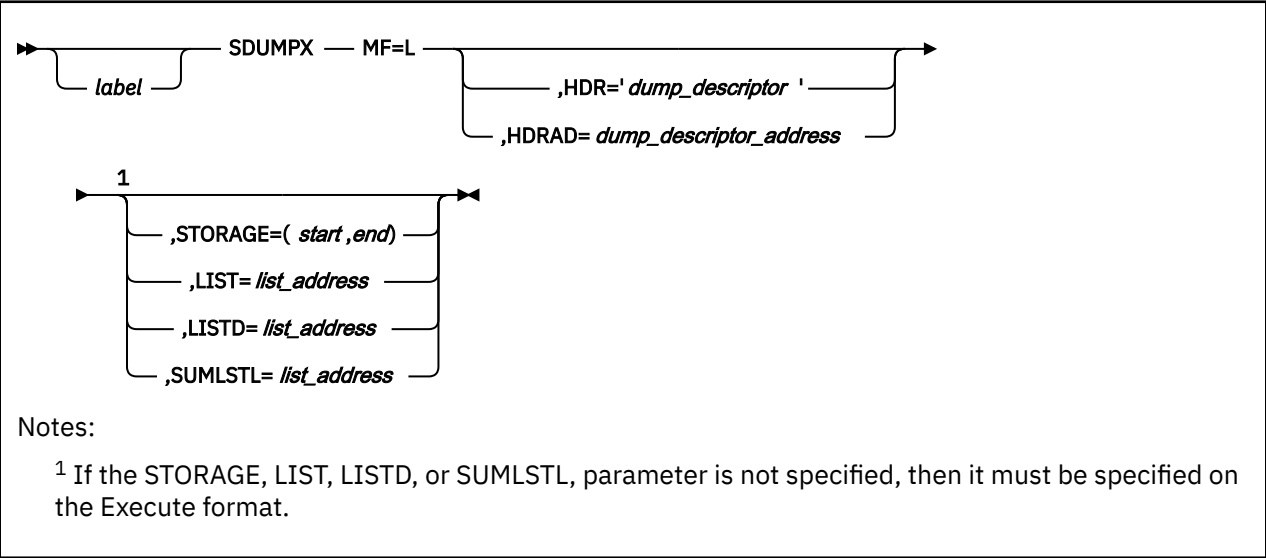 label SDUMPX MF=L
,HDR=' dump_descriptor '
,HDRAD= dump_descriptor_address
1
,STORAGE=( start ,end)
,LIST= list_address
,LISTD= list_address
,SUMLSTL= list_address
Notes:
1 If the STORAGE, LIST, LISTD, or SUMLSTL, parameter is not specified, then it must be specified on
the Execute format.